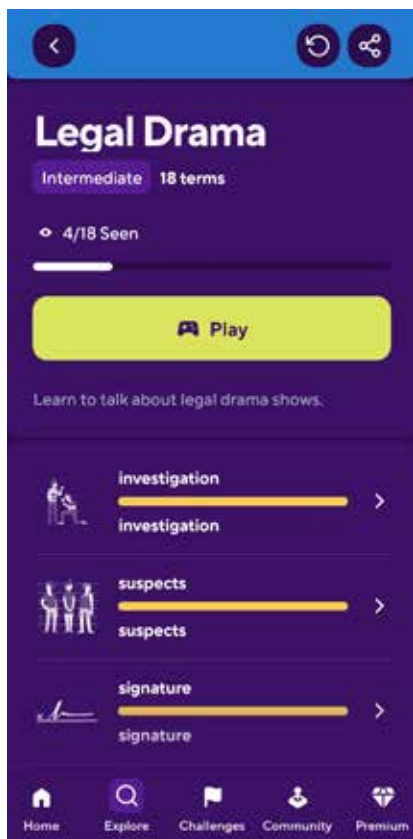 Legal Drama
Intermediate 18 terms
4/18 Seen
Play
Learn to talk about legal drama shows.
investigation
investigation
suspects
suspects
signature
signature
Home Explore Challenges Community Premium